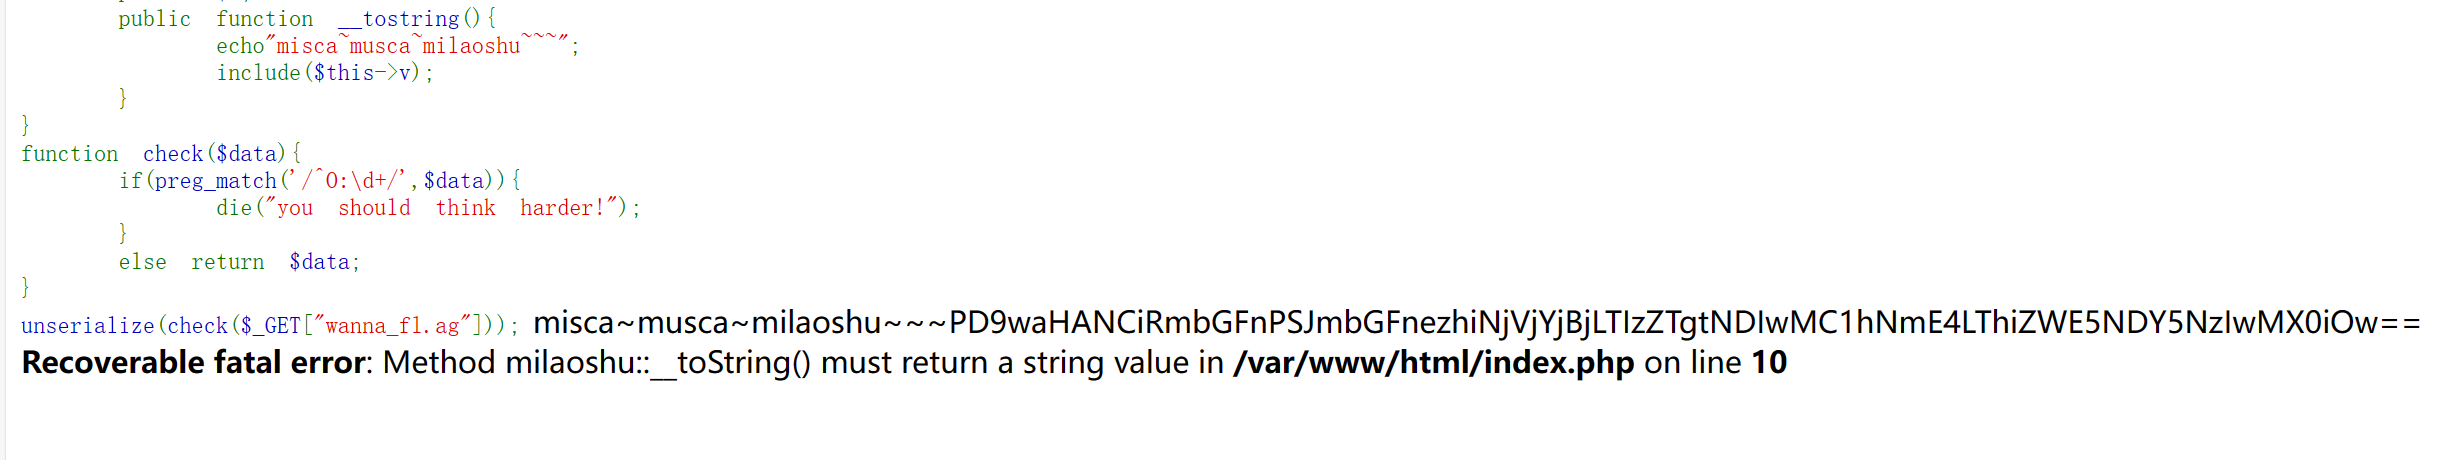 public function __tostring(){
echo"misca~musca~milaoshu~~~";
include($this->v);
}
}
function check($data){
if(preg_match('/^O:\d+/',$data)){
die("you should think harder!");
}
else return $data;
}
unserialize(check($_GET["wanna_fl.ag"])); misca~musca~milaoshu~~~PD9waHANCiRmbGFnPSJmbGFnezhiNjVjYjBjLTIzZTgtNDIwMC1hNmE4LThiZWE5NDY5NzIwMX0iOw==
Recoverable fatal error: Method milaoshu::__toString() must return a string value in /var/www/html/index.php on line 10